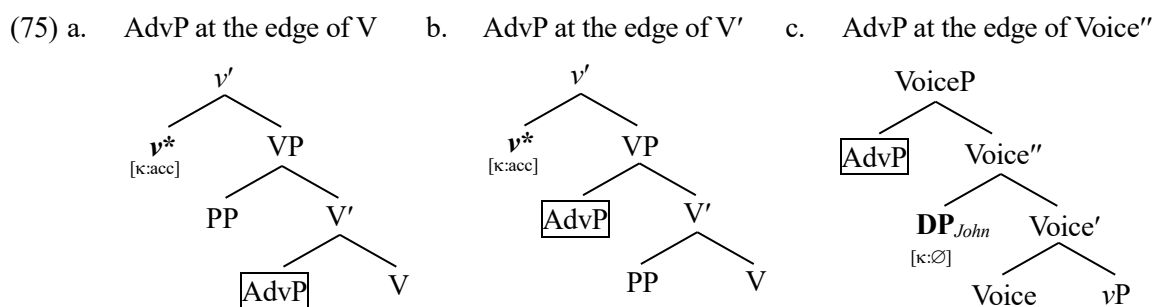 (75) a. AdvP at the edge of V b. AdvP at the edge of V′ c. AdvP at the edge of Voice″
v′ v′ VoiceP
v* VP v* VP AdvP Voice″
[κ:acc] [κ:acc]
PP V′ AdvP V′ DPJohn Voice′
[κ:∅]
AdvP V PP V Voice vP